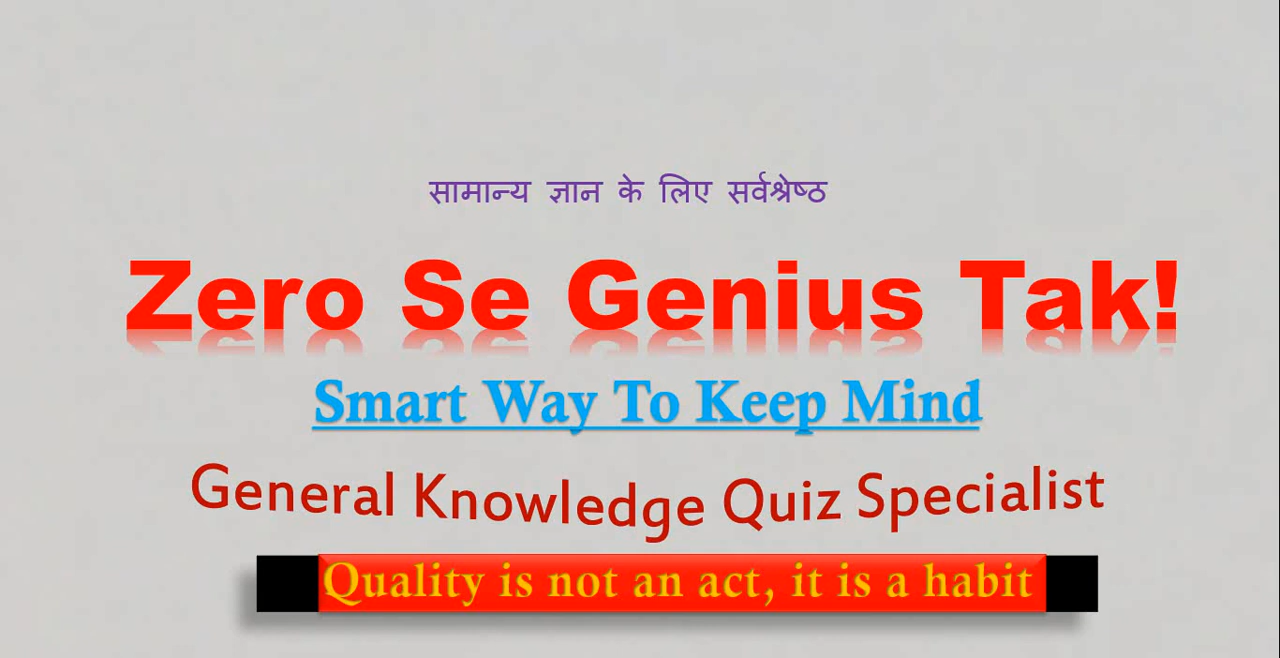 सामान्य ज्ञान के लिए सर्वश्रेष्ठ
Zero Se Genius Tak!
Smart Way To Keep Mind
General Knowledge Quiz Specialist
Quality is not an act, it is a habit